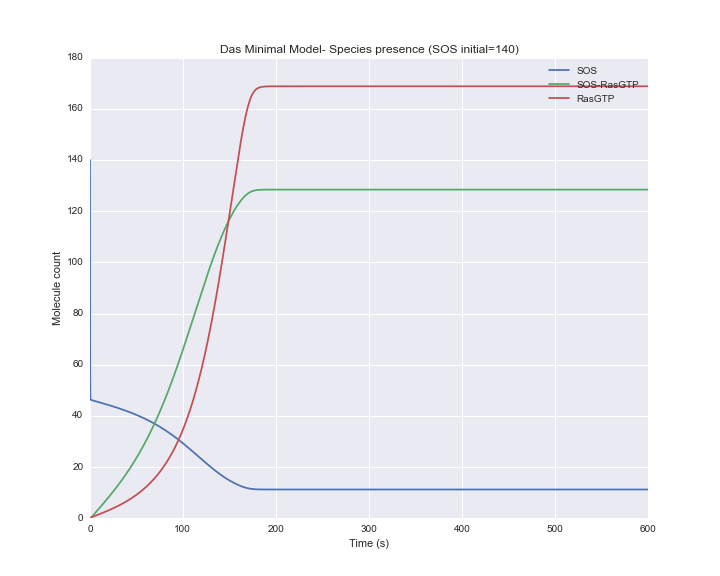 Das Minimal Model- Species presence (SOS initial=140)
180
160
140
120
100
80
60
40
20
0
Molecule count
SOS
SOS-RasGTP
RasGTP
0 100 200 300 400 500 600
Time (s)